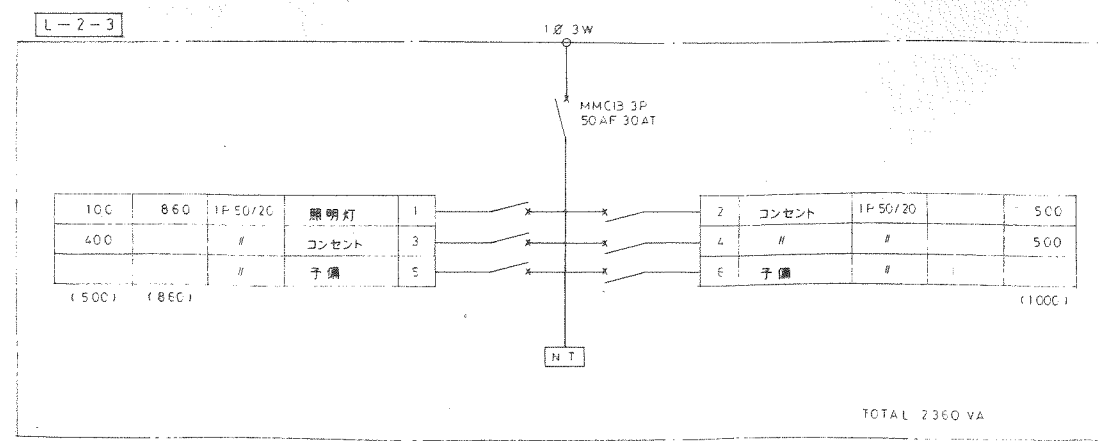 L-2-3
1Ø 3W
MMCB 3P
50AF 30AT
100 860 1P 50/20 照明灯 1
2 コンセント 1P 50/20 500
400 〃 コンセント 3
4 〃 〃 500
〃 予備 5
6 予備 〃
(500) (860)
(1000)
NT
TOTAL 2360 VA